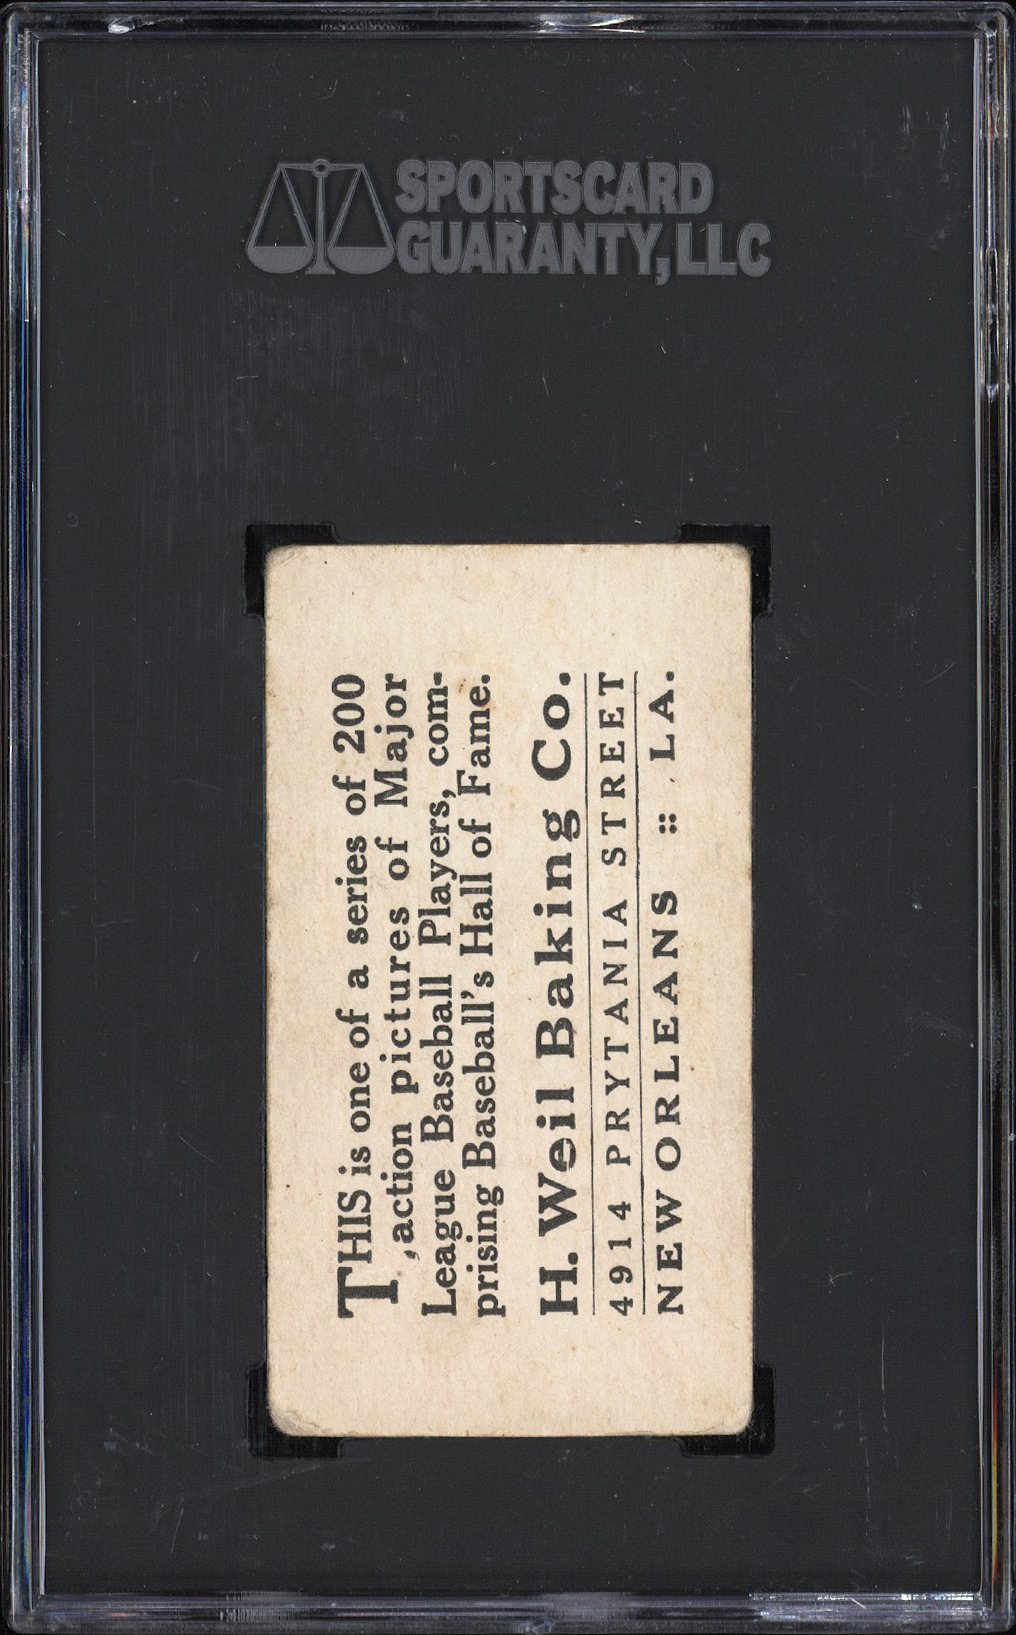 SPORTSCARD
GUARANTY, LLC
THIS is one of a series of 200
action pictures of Major
League Baseball Players, com-
prising Baseball's Hall of Fame.
H. Weil Baking Co.
4914 PRYTANIA STREET
NEW ORLEANS :: LA.